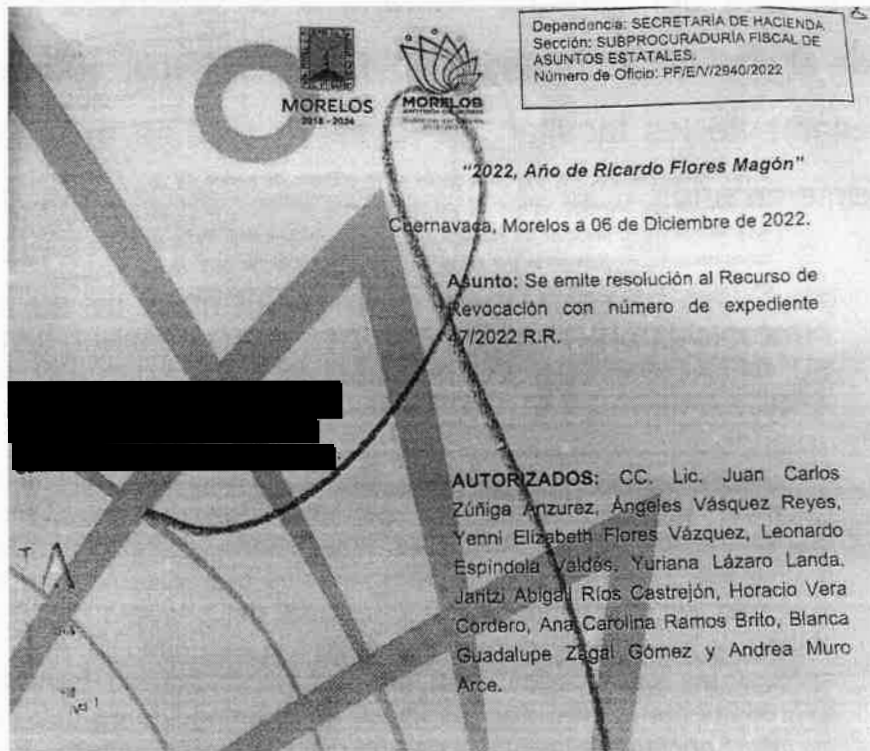 Dependencia: SECRETARÍA DE HACIENDA
Sección: SUBPROCURADURÍA FISCAL DE
ASUNTOS ESTATALES.
Número de Oficio: PF/E/V/2940/2022
MORELOS
2018 - 2024
MORELOS
"2022, Año de Ricardo Flores Magón"
Cuernavaca, Morelos a 06 de Diciembre de 2022.
Asunto: Se emite resolución al Recurso de
Revocación con número de expediente
47/2022 R.R.
AUTORIZADOS: CC. Lic. Juan Carlos
Zúñiga Anzurez, Ángeles Vásquez Reyes,
Yenni Elizabeth Flores Vázquez, Leonardo
Espíndola Valdés, Yuriana Lázaro Landa,
Jantzi Abigail Ríos Castrejón, Horacio Vera
Cordero, Ana Carolina Ramos Brito, Blanca
Guadalupe Zagal Gómez y Andrea Muro
Arce.